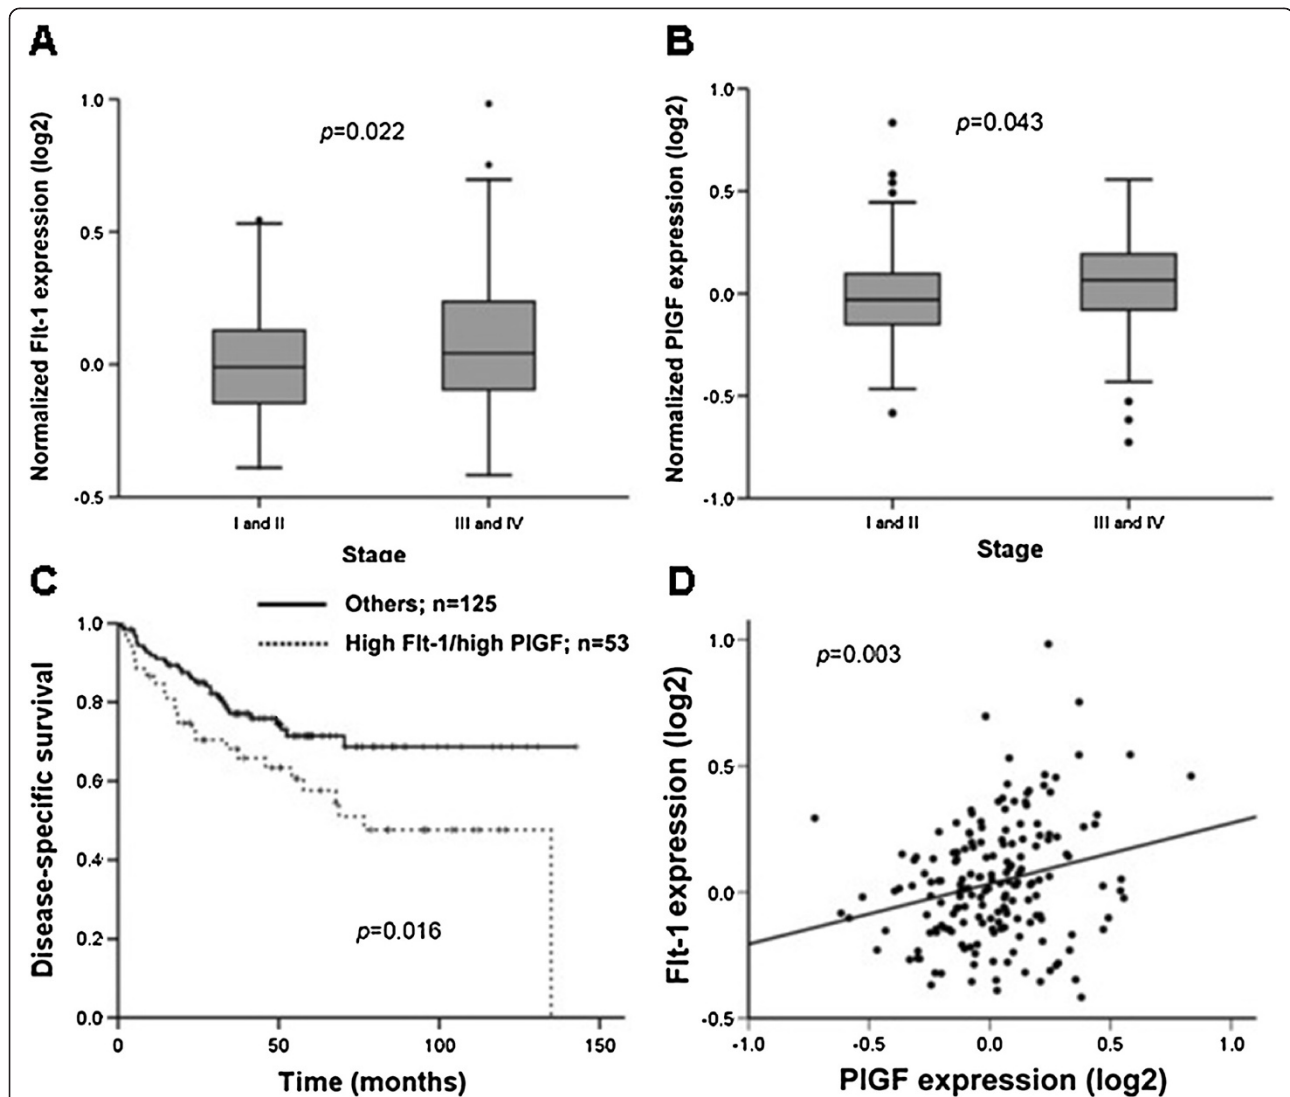 A
Normalized Flt-1 expression (log2)
1.0
0.5
0.0
-0.5
p=0.022
I and II
III and IV
Stage
B
Normalized PlGF expression (log2)
1.0
0.5
0.0
-0.5
-1.0
p=0.043
I and II
III and IV
Stage
C
Others; n=125
High Flt-1/high PlGF; n=53
Disease-specific survival
1.0
0.8
0.6
0.4
0.2
0.0
p=0.016
0
50
100
150
Time (months)
D
Flt-1 expression (log2)
1.0
0.5
0.0
-0.5
p=0.003
-1.0
-0.5
0.0
0.5
1.0
PlGF expression (log2)